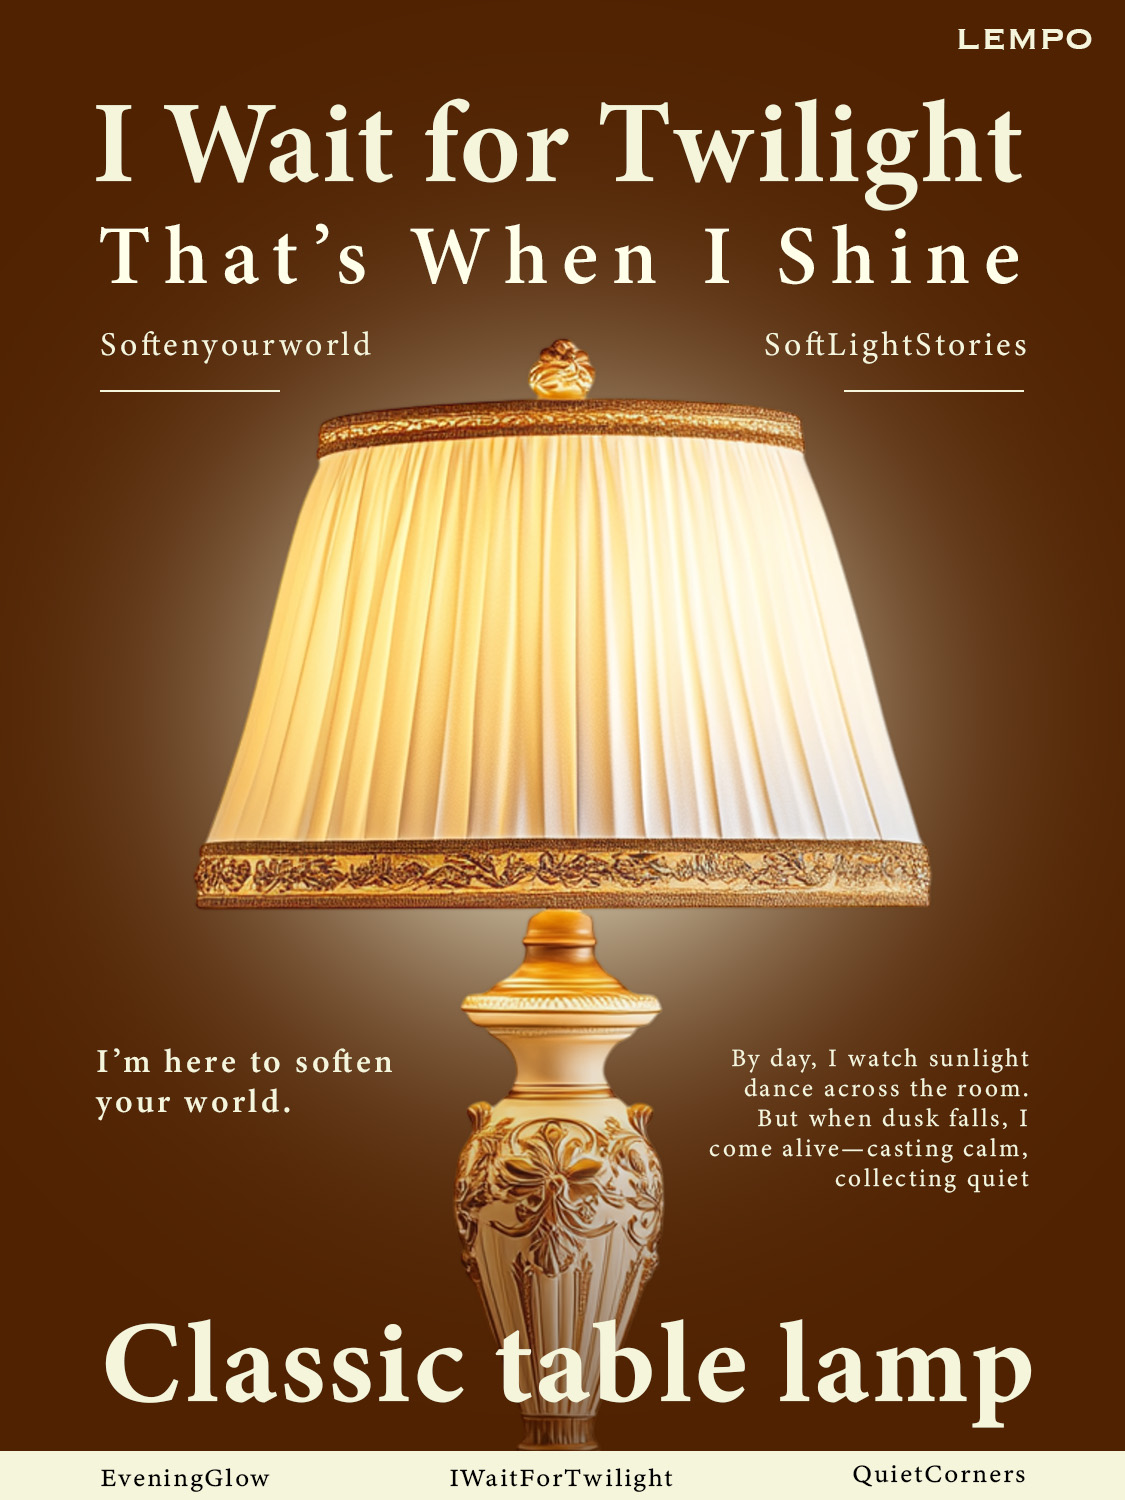 LEMPO
I Wait for Twilight
That’s When I Shine
Softenyourworld
SoftLightStories
I’m here to soften
your world.
By day, I watch sunlight
dance across the room.
But when dusk falls, I
come alive—casting calm,
collecting quiet
Classic table lamp
EveningGlow
IWaitForTwilight
QuietCorners